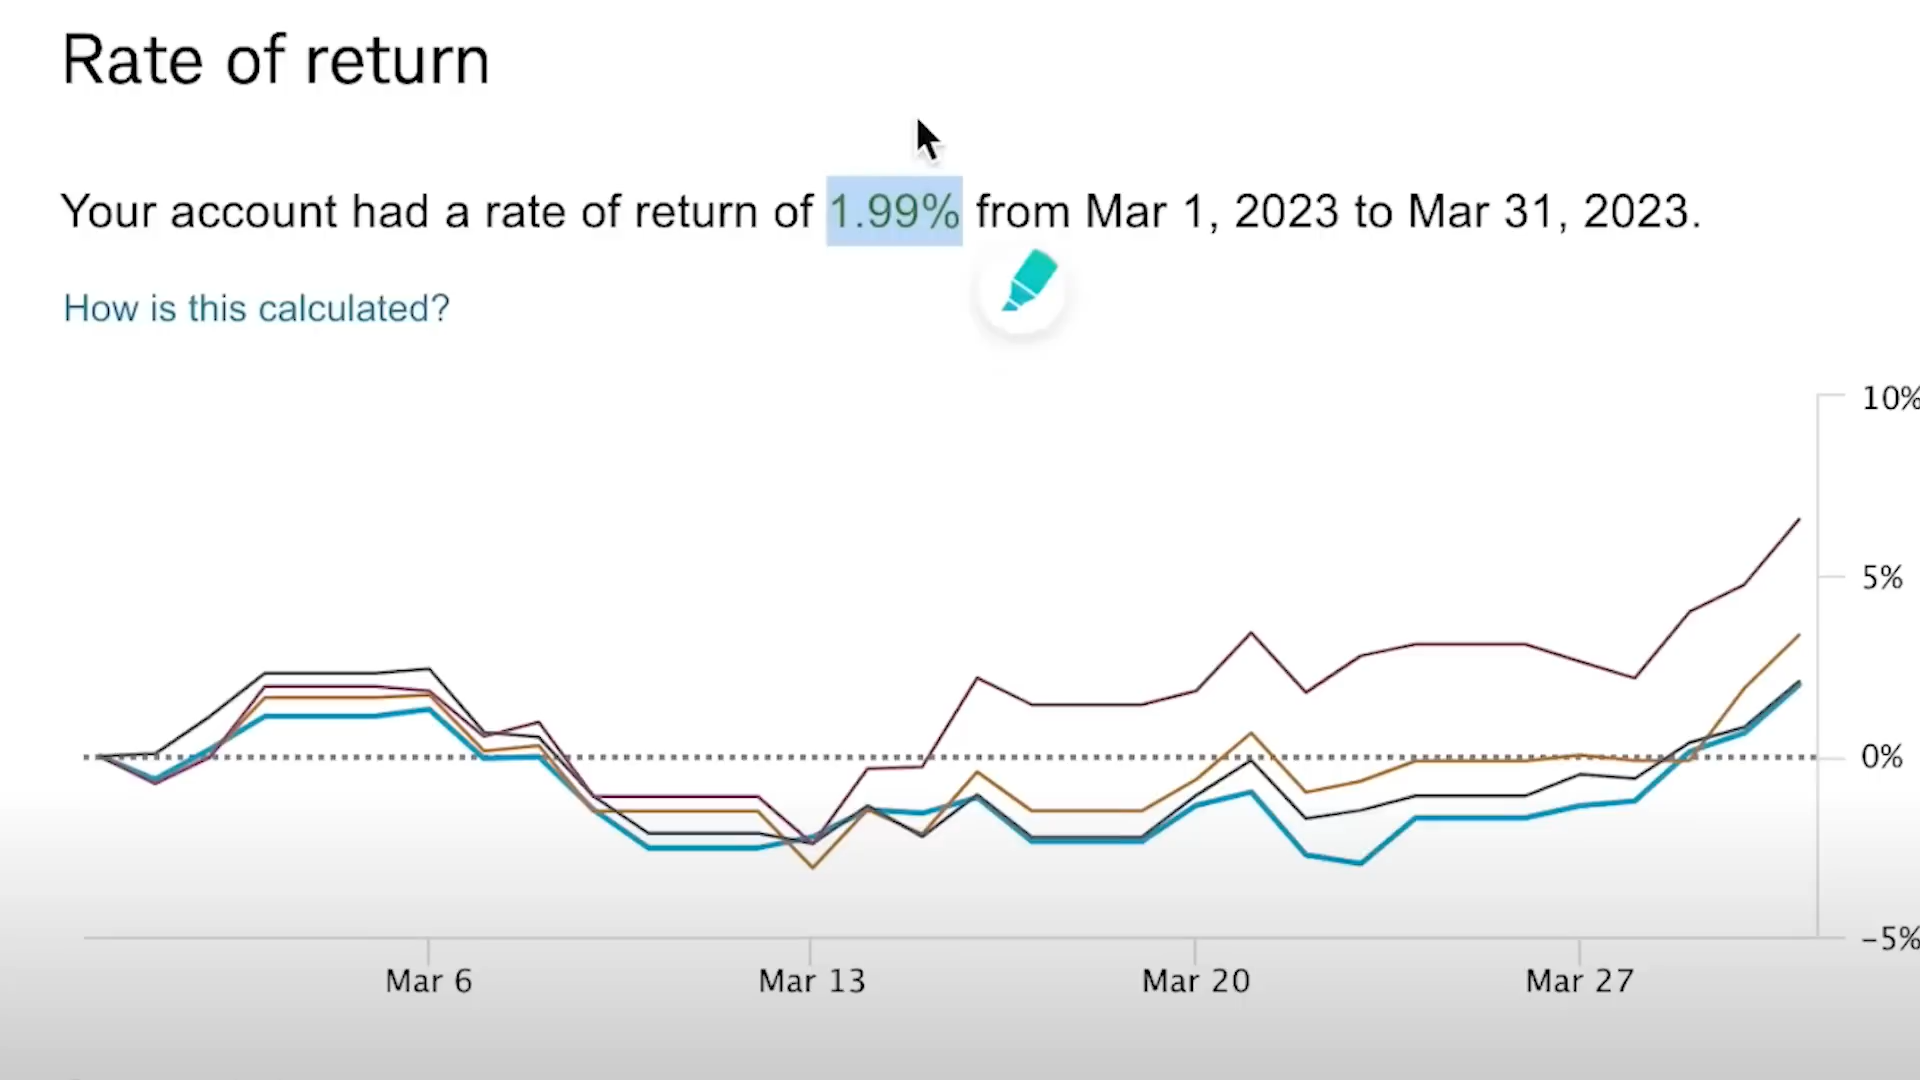 Rate of return
Your account had a rate of return of 1.99% from Mar 1, 2023 to Mar 31, 2023.
How is this calculated?
10%
5%
0%
-5%
Mar 6 Mar 13 Mar 20 Mar 27